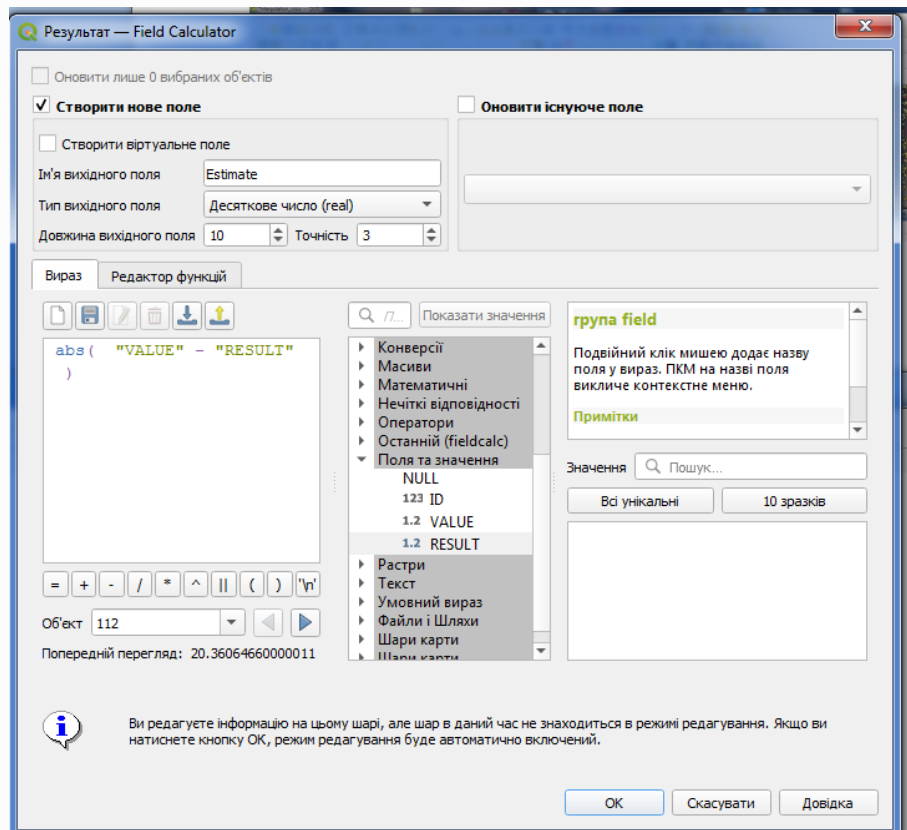 Результат — Field Calculator
Оновити лише 0 вибраних об'єктів
Створити нове поле
Оновити існуюче поле
Створити віртуальне поле
Ім'я вихідного поля Estimate
Тип вихідного поля Десяткове число (real)
Довжина вихідного поля 10 Точність 3
Вираз Редактор функцій
abs( "VALUE" - "RESULT"
)
= + - / * ^ || ( ) '\n'
Об'єкт 112
Попередній перегляд: 20.36064660000011
П... Показати значення
Конверсії
Масиви
Математичні
Нечіткі відповідності
Оператори
Останній (fieldcalc)
Поля та значення
NULL
123 ID
1.2 VALUE
1.2 RESULT
Растри
Текст
Умовний вираз
Файли і Шляхи
Шари карти
Шари карти
група field
Подвійний клік мишею додає назву
поля у вираз. ПКМ на назві поля
викличе контекстне меню.
Примітки
Значення Пошук...
Всі унікальні 10 зразків
Ви редагуєте інформацію на цьому шарі, але шар в даний час не знаходиться в режимі редагування. Якщо ви
натиснете кнопку OK, режим редагування буде автоматично включений.
OK Скасувати Довідка